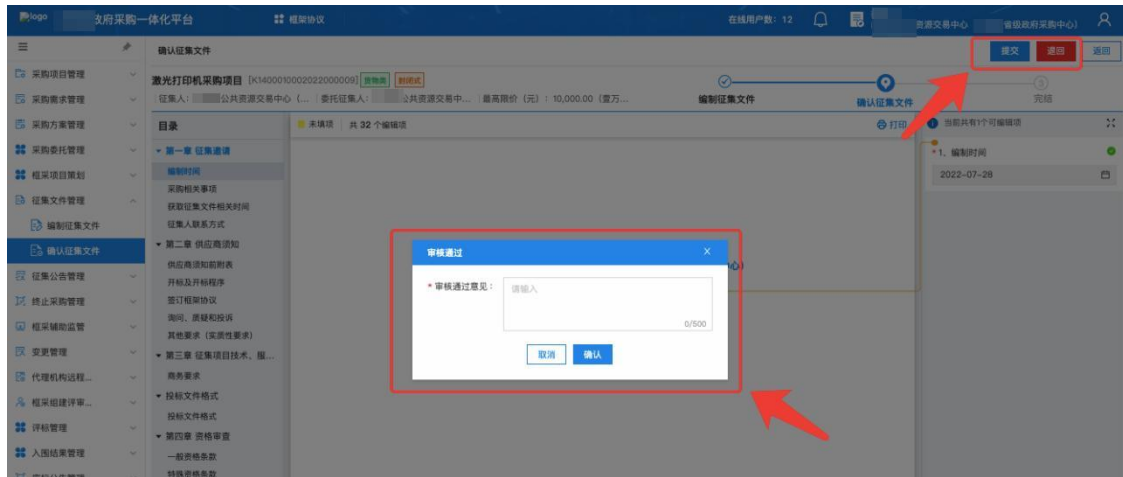 logo 政府采购一体化平台
框架协议
在线用户数：12
资源交易中心 省级政府采购中心)
确认征集文件
提交 退回 返回
激光打印机采购项目 [K1400010002022000009] 货物类 封闭式
征集人： 公共资源交易中心（... 委托征集人： 公共资源交易中... 最高限价（元）：10,000.00（壹万...
编制征集文件
确认征集文件
3
完结
采购项目管理
采购需求管理
采购方案管理
采购委托管理
框采项目策划
征集文件管理
编制征集文件
确认征集文件
征集公告管理
终止采购管理
框采辅助监管
变更管理
代理机构远程...
框采组建评审...
评标管理
入围结果管理
目录
第一章 征集邀请
编制时间
采购相关事项
获取征集文件相关时间
征集人联系方式
第二章 供应商须知
供应商须知前附表
开标及开标程序
签订框架协议
询问、质疑和投诉
其他要求（实质性要求）
第三章 征集项目技术、服...
商务要求
投标文件格式
投标文件格式
第四章 资格审查
一般资格条款
特殊资格条款
未填项 共 32 个编辑项
打印
中心）
审核通过 X
* 审核通过意见：
请输入
0/500
取消 确认
当前共有1个可编辑项
* 1、编制时间
2022-07-28